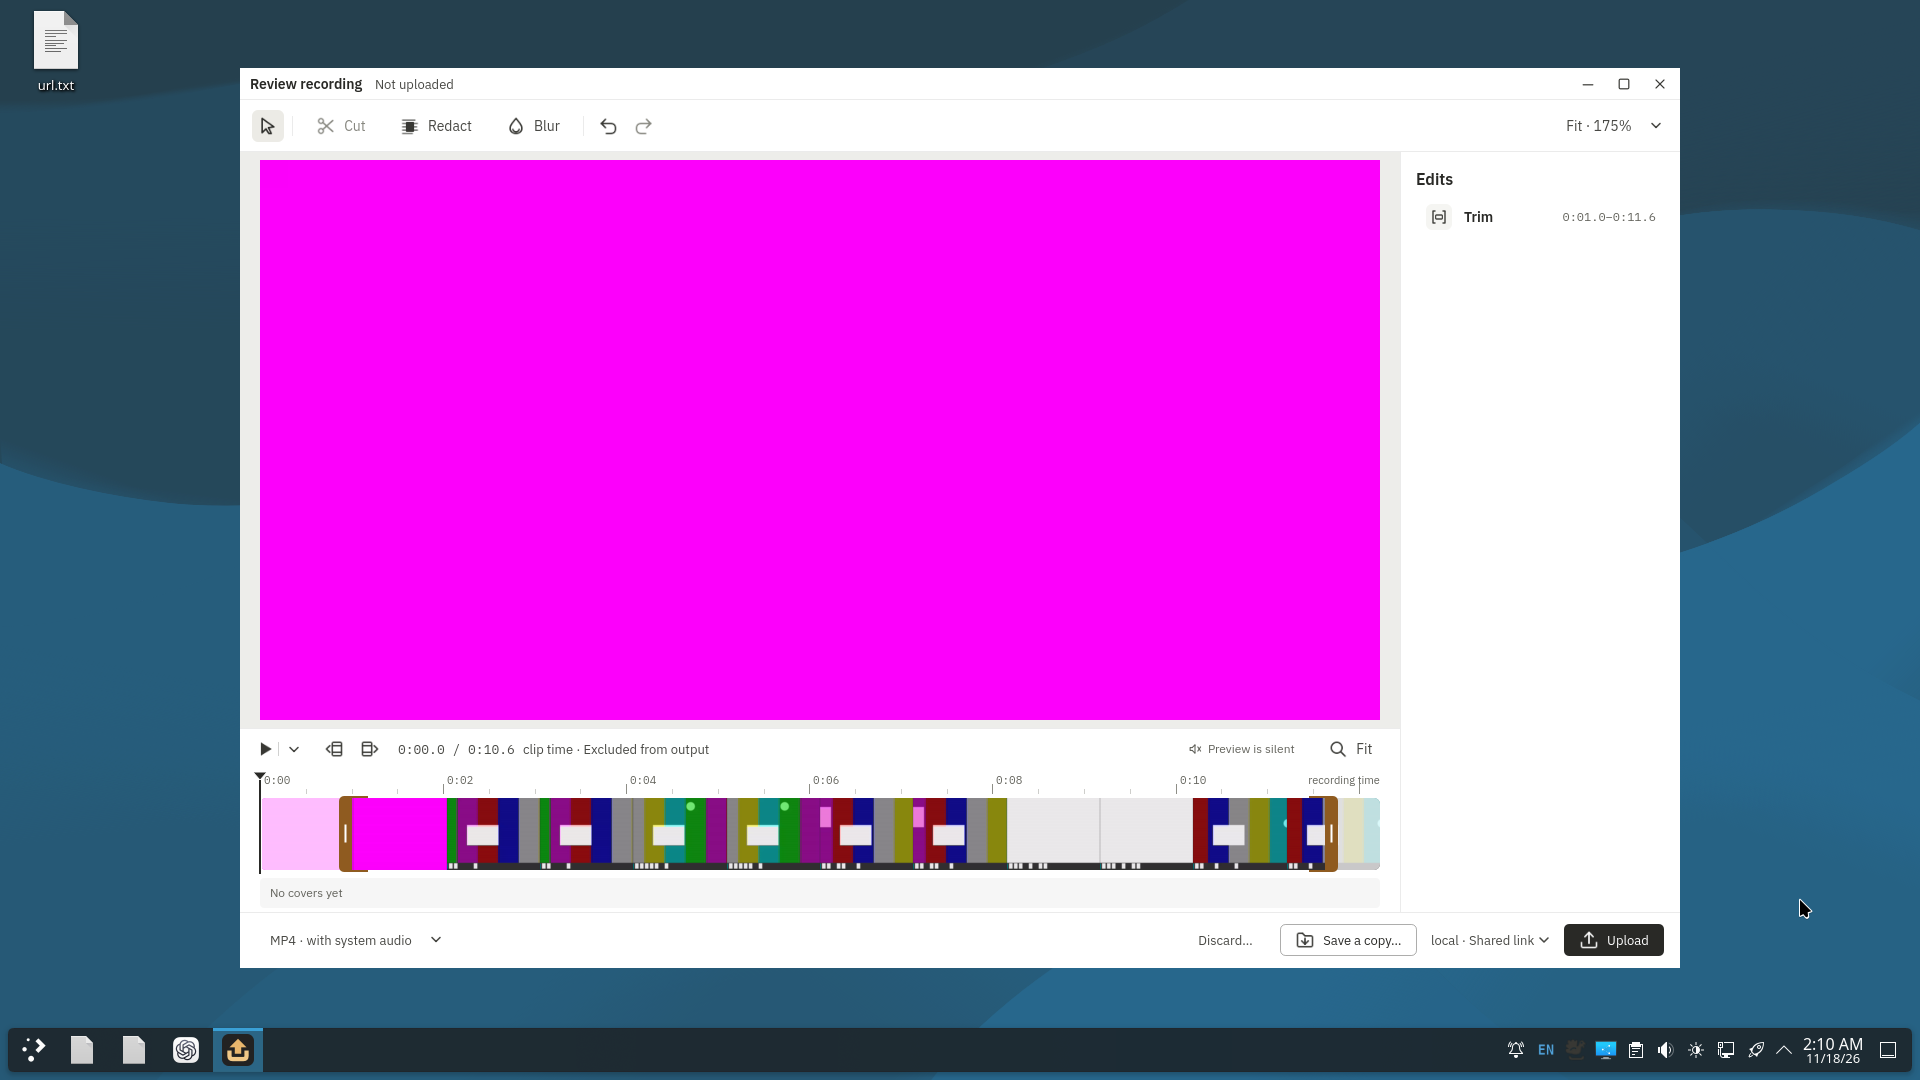 url.txt
Review recording Not uploaded
Cut Redact Blur Fit · 175%
Edits
Trim 0:01.0–0:11.6
0:00.0 / 0:10.6 clip time · Excluded from output Preview is silent Fit
0:00 0:02 0:04 0:06 0:08 0:10 recording time
No covers yet
MP4 · with system audio Discard... Save a copy... local · Shared link Upload
EN 2:10 AM
11/18/26